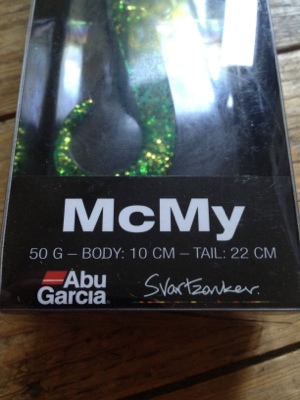 McMy
50 G – BODY: 10 CM – TAIL: 22 CM
Abu
Garcia
Svartzonker